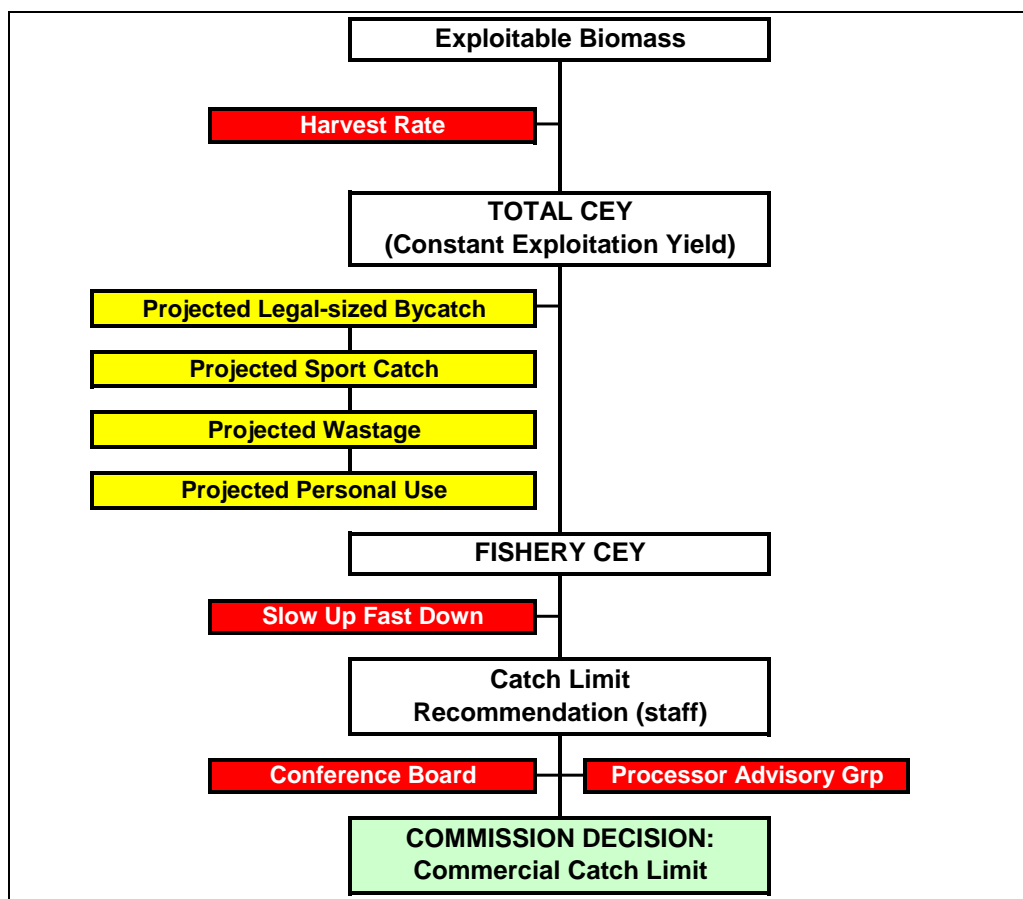 Exploitable Biomass
Harvest Rate
TOTAL CEY
(Constant Exploitation Yield)
Projected Legal-sized Bycatch
Projected Sport Catch
Projected Wastage
Projected Personal Use
FISHERY CEY
Slow Up Fast Down
Catch Limit
Recommendation (staff)
Conference Board
Processor Advisory Grp
COMMISSION DECISION:
Commercial Catch Limit